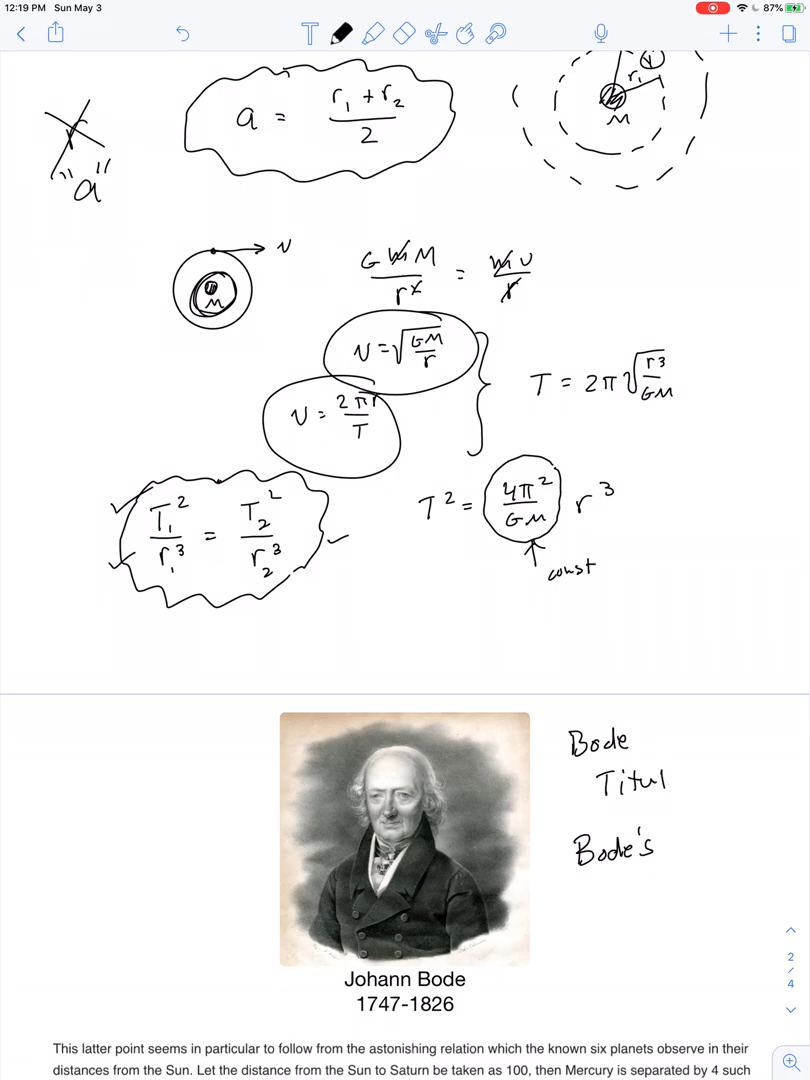 12:19 PM Sun May 3
87%
T
a = (r₁ + r₂)/2
r₁
M
"a"
v
M
G m M / r² = m v / r
v = √(GM/r)
v = 2πr/T
T = 2π√(r³/GM)
T₁²/r₁³ = T₂²/r₂³
T² = 4π²/GM r³
const
Bode
Titul
Bode's
Johann Bode
1747-1826
2
/
4
This latter point seems in particular to follow from the astonishing relation which the known six planets observe in their
distances from the Sun. Let the distance from the Sun to Saturn be taken as 100, then Mercury is separated by 4 such